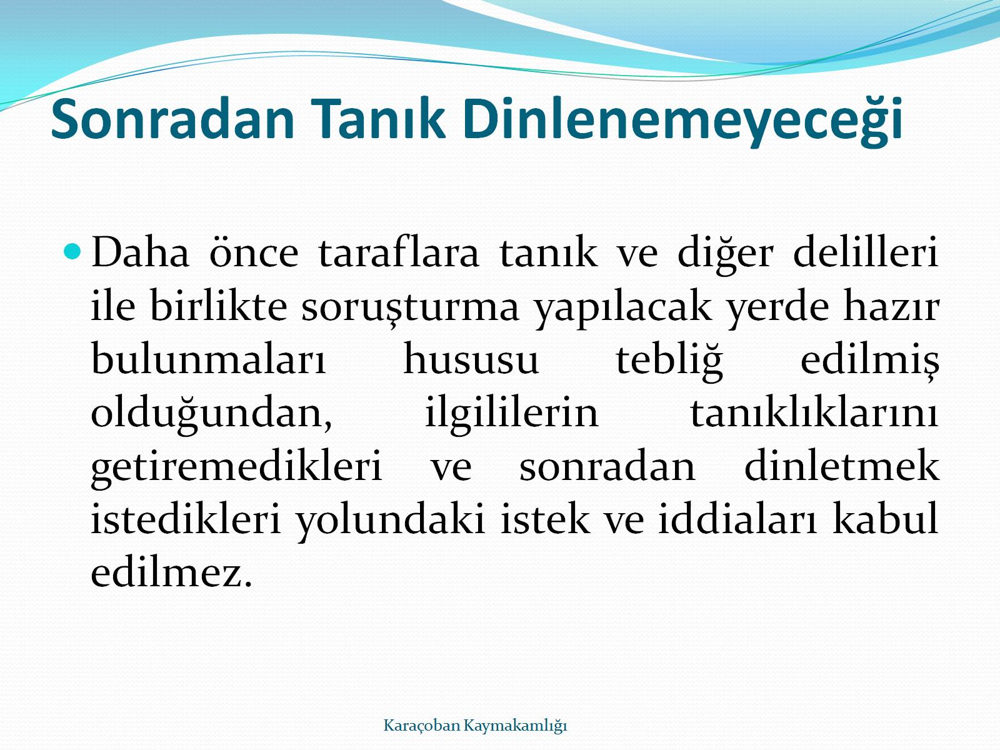 Sonradan Tanık Dinlenemeyeceği
Daha önce taraflara tanık ve diğer delilleri
ile birlikte soruşturma yapılacak yerde hazır
bulunmaları hususu tebliğ edilmiş
olduğundan, ilgililerin tanıklıklarını
getiremedikleri ve sonradan dinletmek
istedikleri yolundaki istek ve iddiaları kabul
edilmez.
Karaçoban Kaymakamlığı